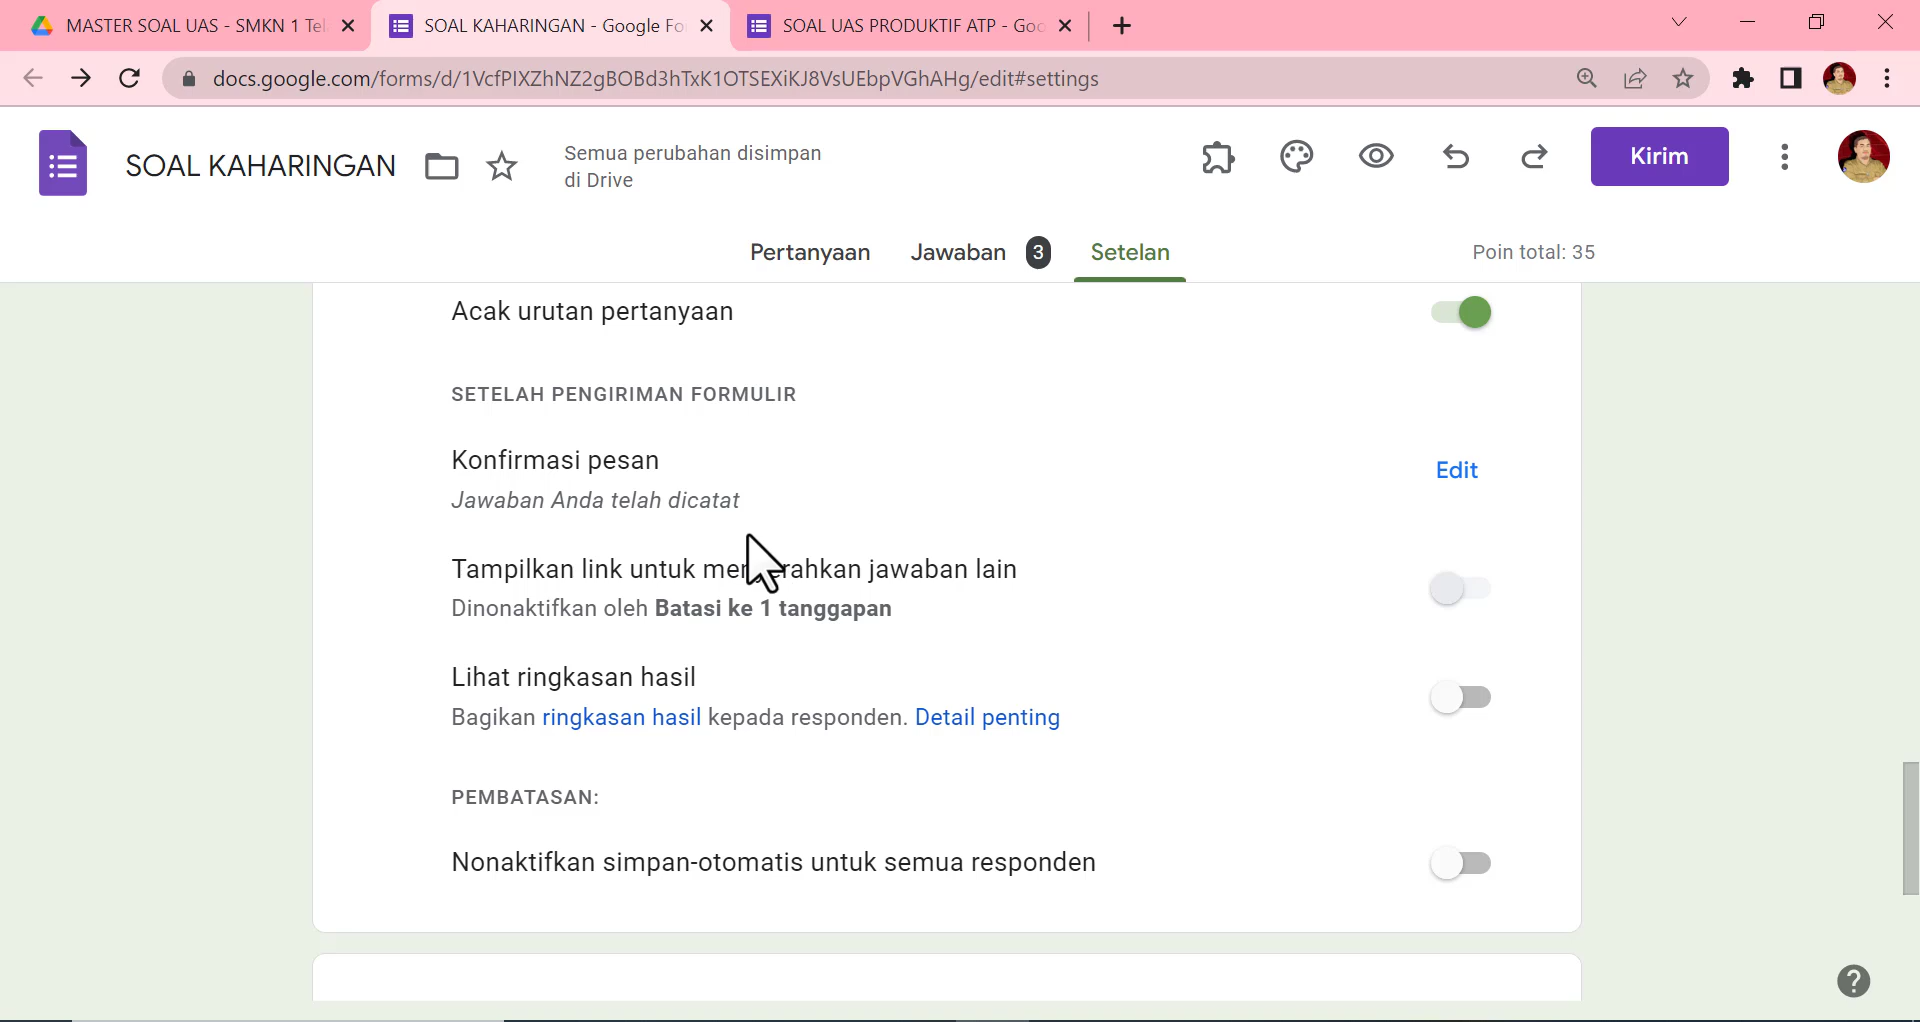 MASTER SOAL UAS - SMKN 1 Tel
SOAL KAHARINGAN - Google Fo
SOAL UAS PRODUKTIF ATP - Goo
docs.google.com/forms/d/1VcfPIXZhNZ2gBOBd3hTxK1OTSEXiKJ8VsUEbpVGhAHg/edit#settings
SOAL KAHARINGAN
Semua perubahan disimpan
di Drive
Kirim
Pertanyaan Jawaban 3 Setelan
Poin total: 35
Acak urutan pertanyaan
SETELAH PENGIRIMAN FORMULIR
Konfirmasi pesan
Edit
Jawaban Anda telah dicatat
Tampilkan link untuk menyerahkan jawaban lain
Dinonaktifkan oleh Batasi ke 1 tanggapan
Lihat ringkasan hasil
Bagikan ringkasan hasil kepada responden. Detail penting
PEMBATASAN:
Nonaktifkan simpan-otomatis untuk semua responden